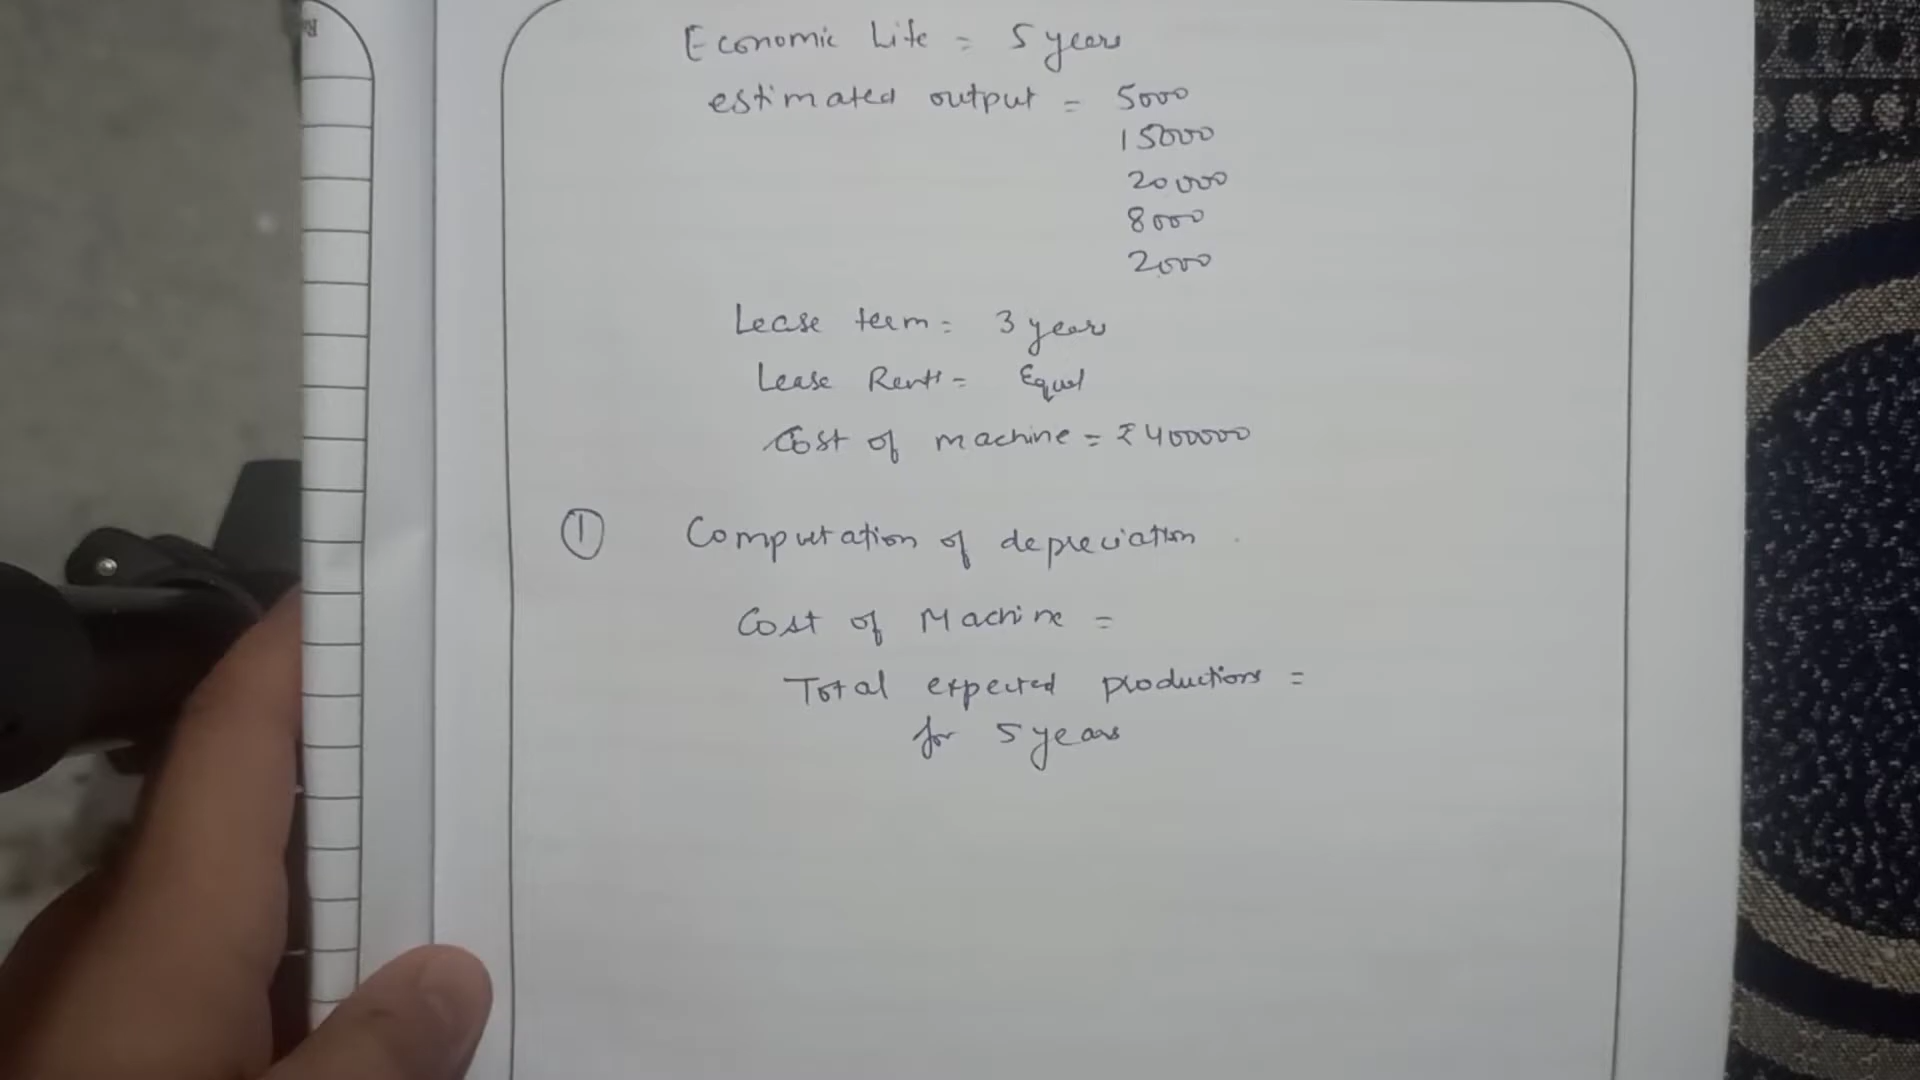 Economic Life = 5 years
estimated output = 5000
15000
20000
8000
2000
Lease term = 3 years
Lease Rent = Equal
Cost of machine = ₹400000
① Computation of depreciation
Cost of Machine =
Total expected productions =
for 5 years